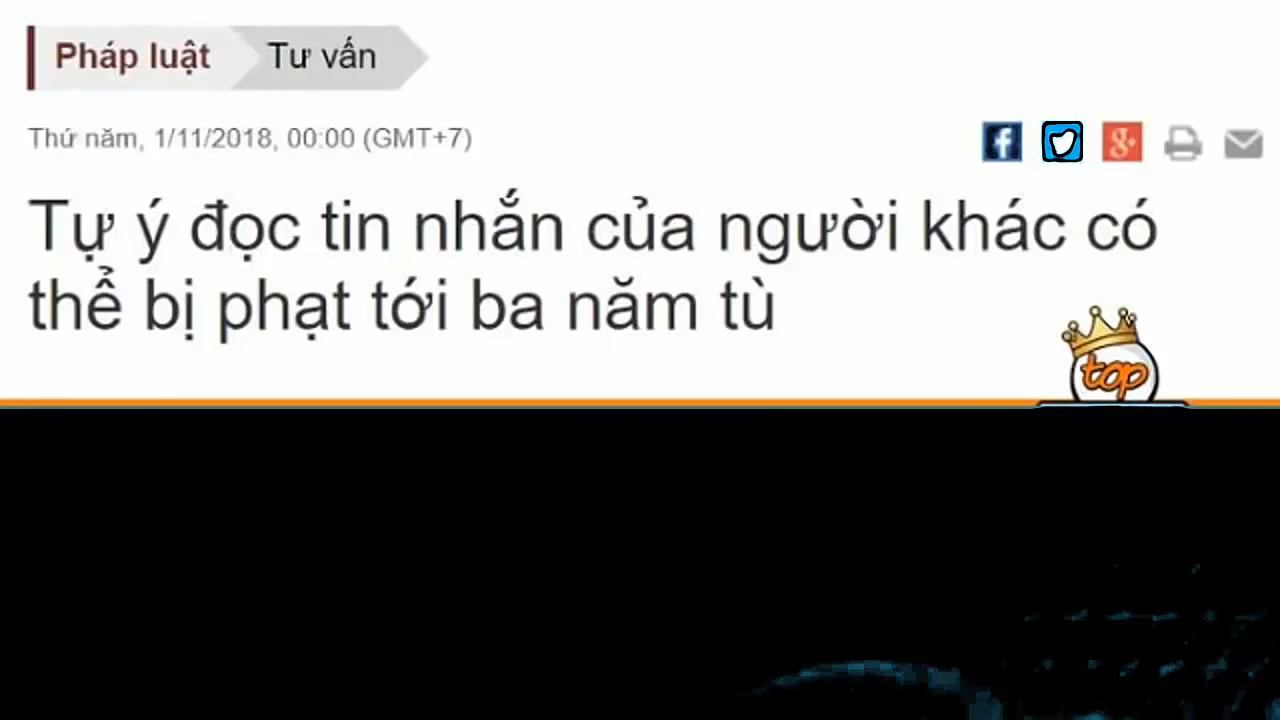 Pháp luật Tư vấn
Thứ năm, 1/11/2018, 00:00 (GMT+7)
f g+
Tự ý đọc tin nhắn của người khác có
thể bị phạt tới ba năm tù
top